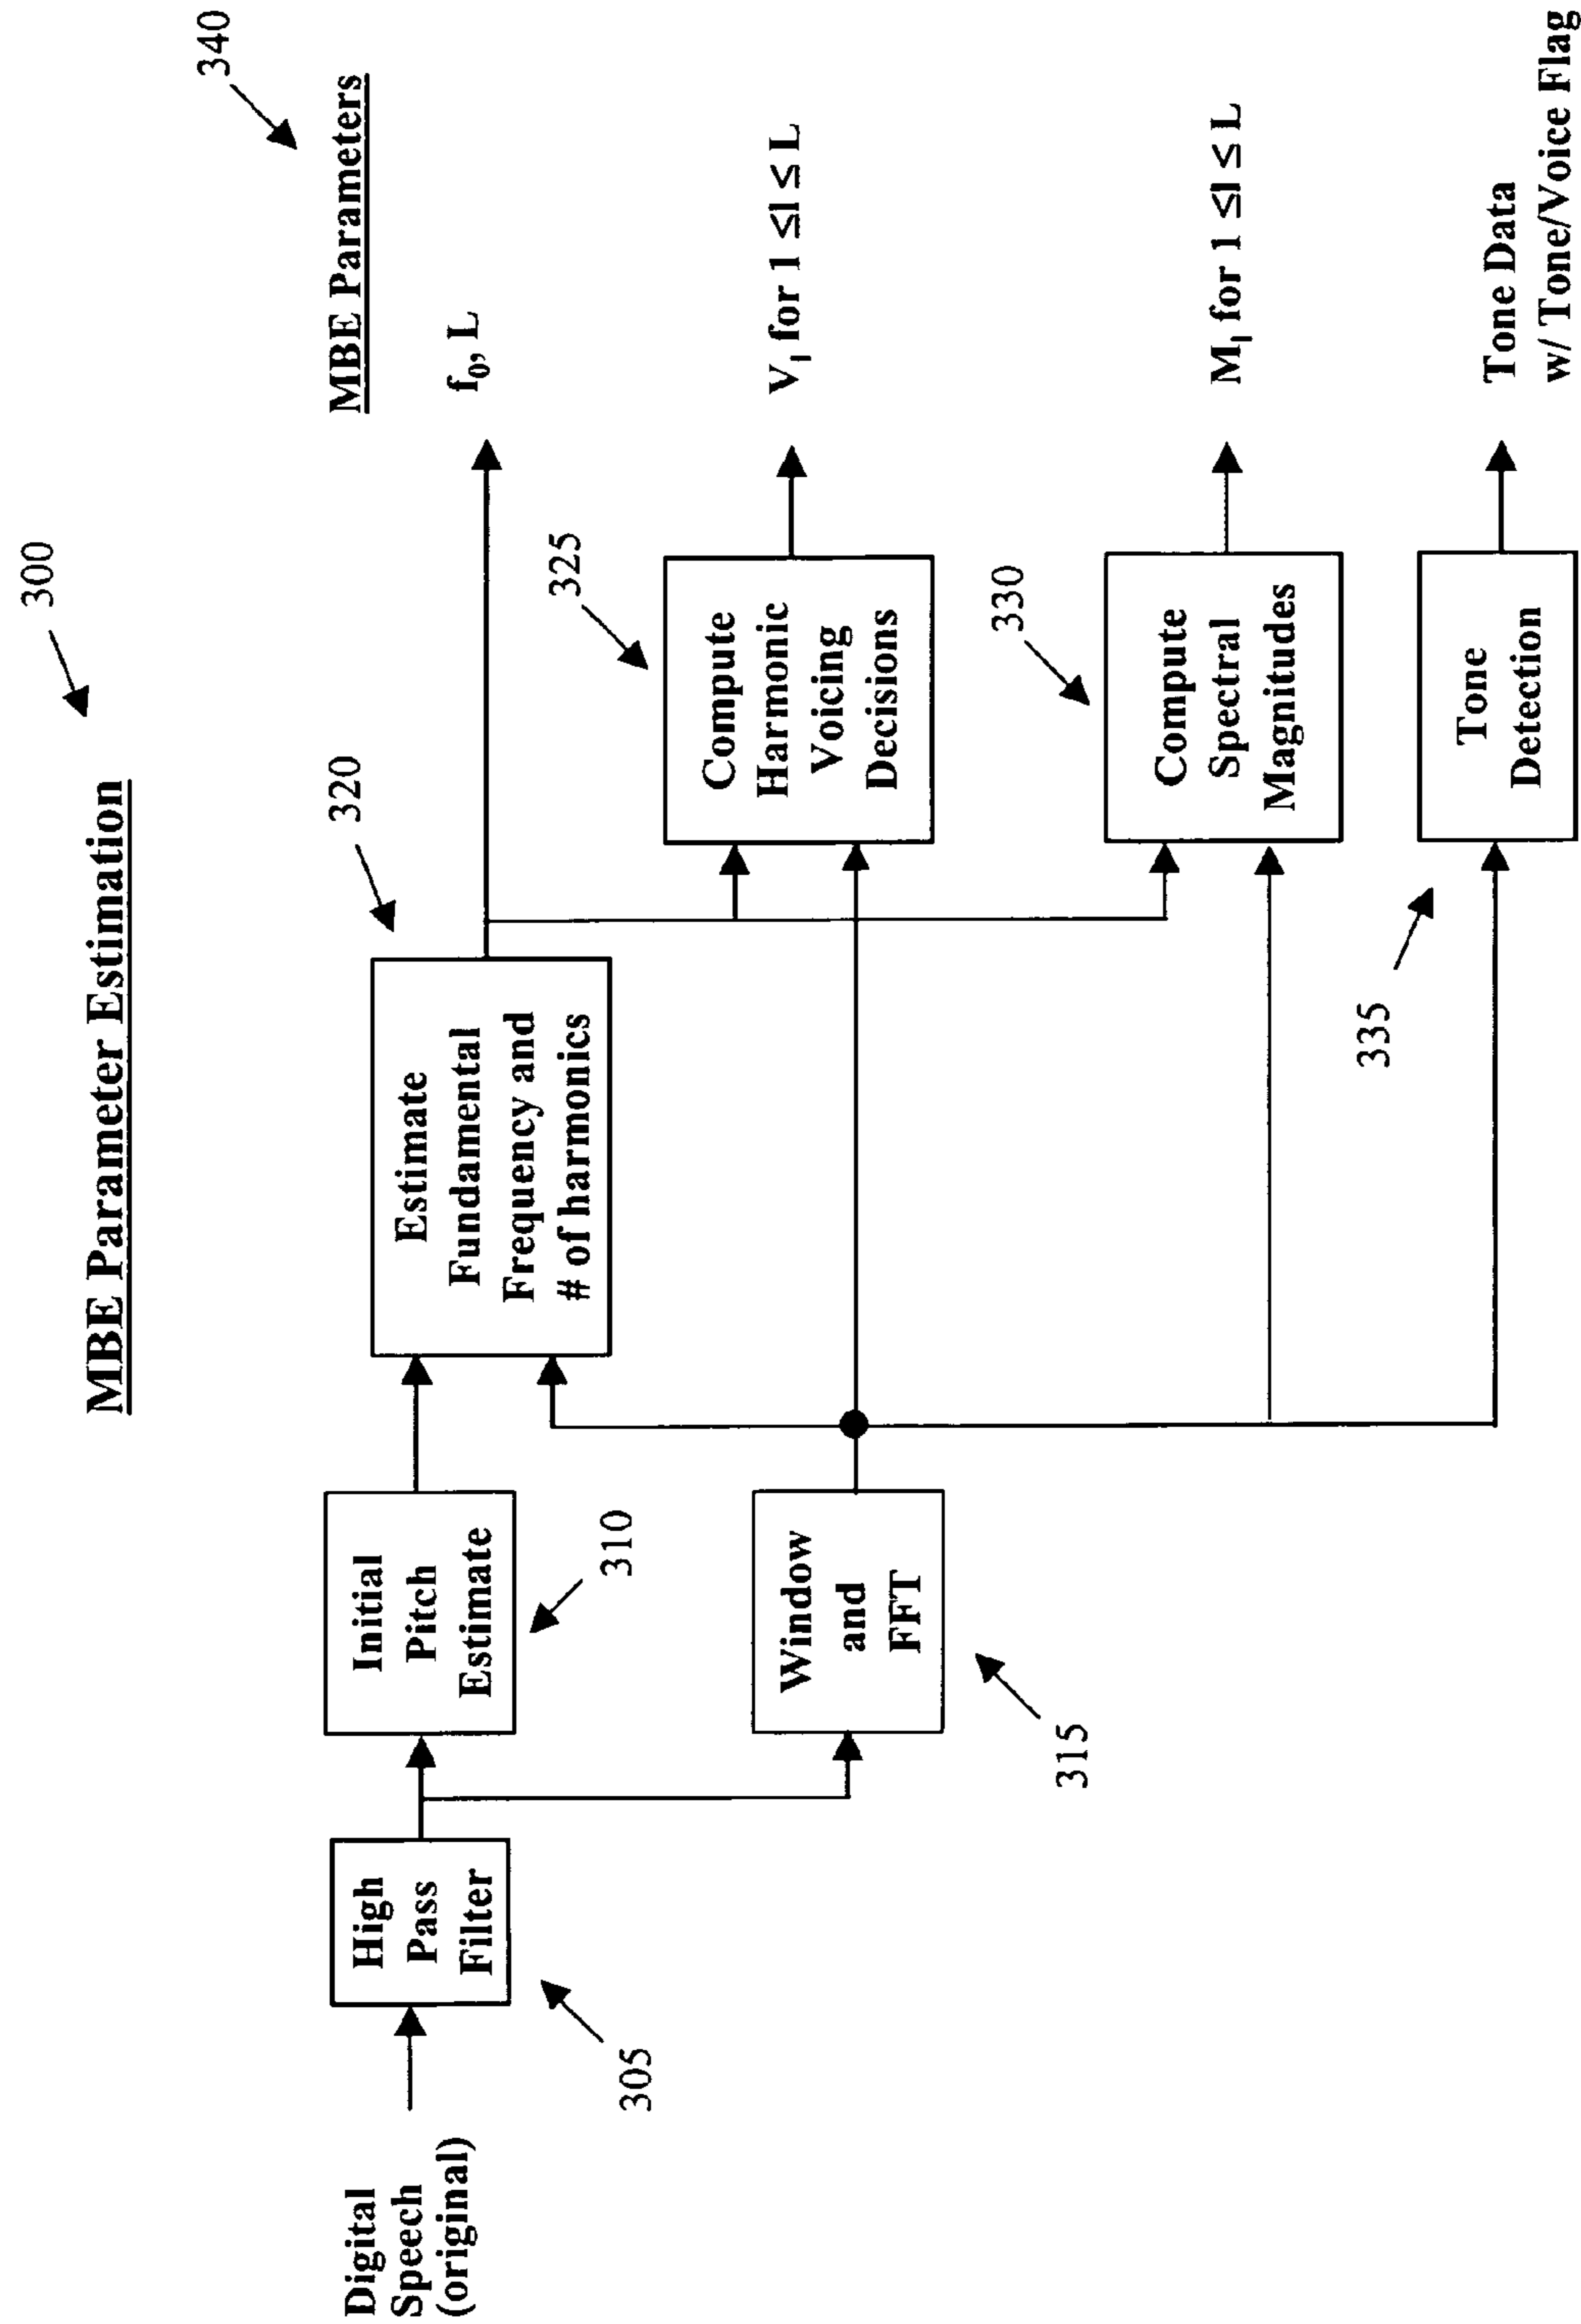 MBE Parameter Estimation
300
340
MBE Parameters
Digital
Speech
(original)
High
Pass
Filter
305
Initial
Pitch
Estimate
310
Window
and
FFT
315
Estimate
Fundamental
Frequency and
# of harmonics
320
f₀, L
Compute
Harmonic
Voicing
Decisions
325
Vₗ for 1 ≤l ≤ L
Compute
Spectral
Magnitudes
330
Mₗ for 1 ≤l ≤ L
Tone
Detection
335
Tone Data
w/ Tone/Voice Flag